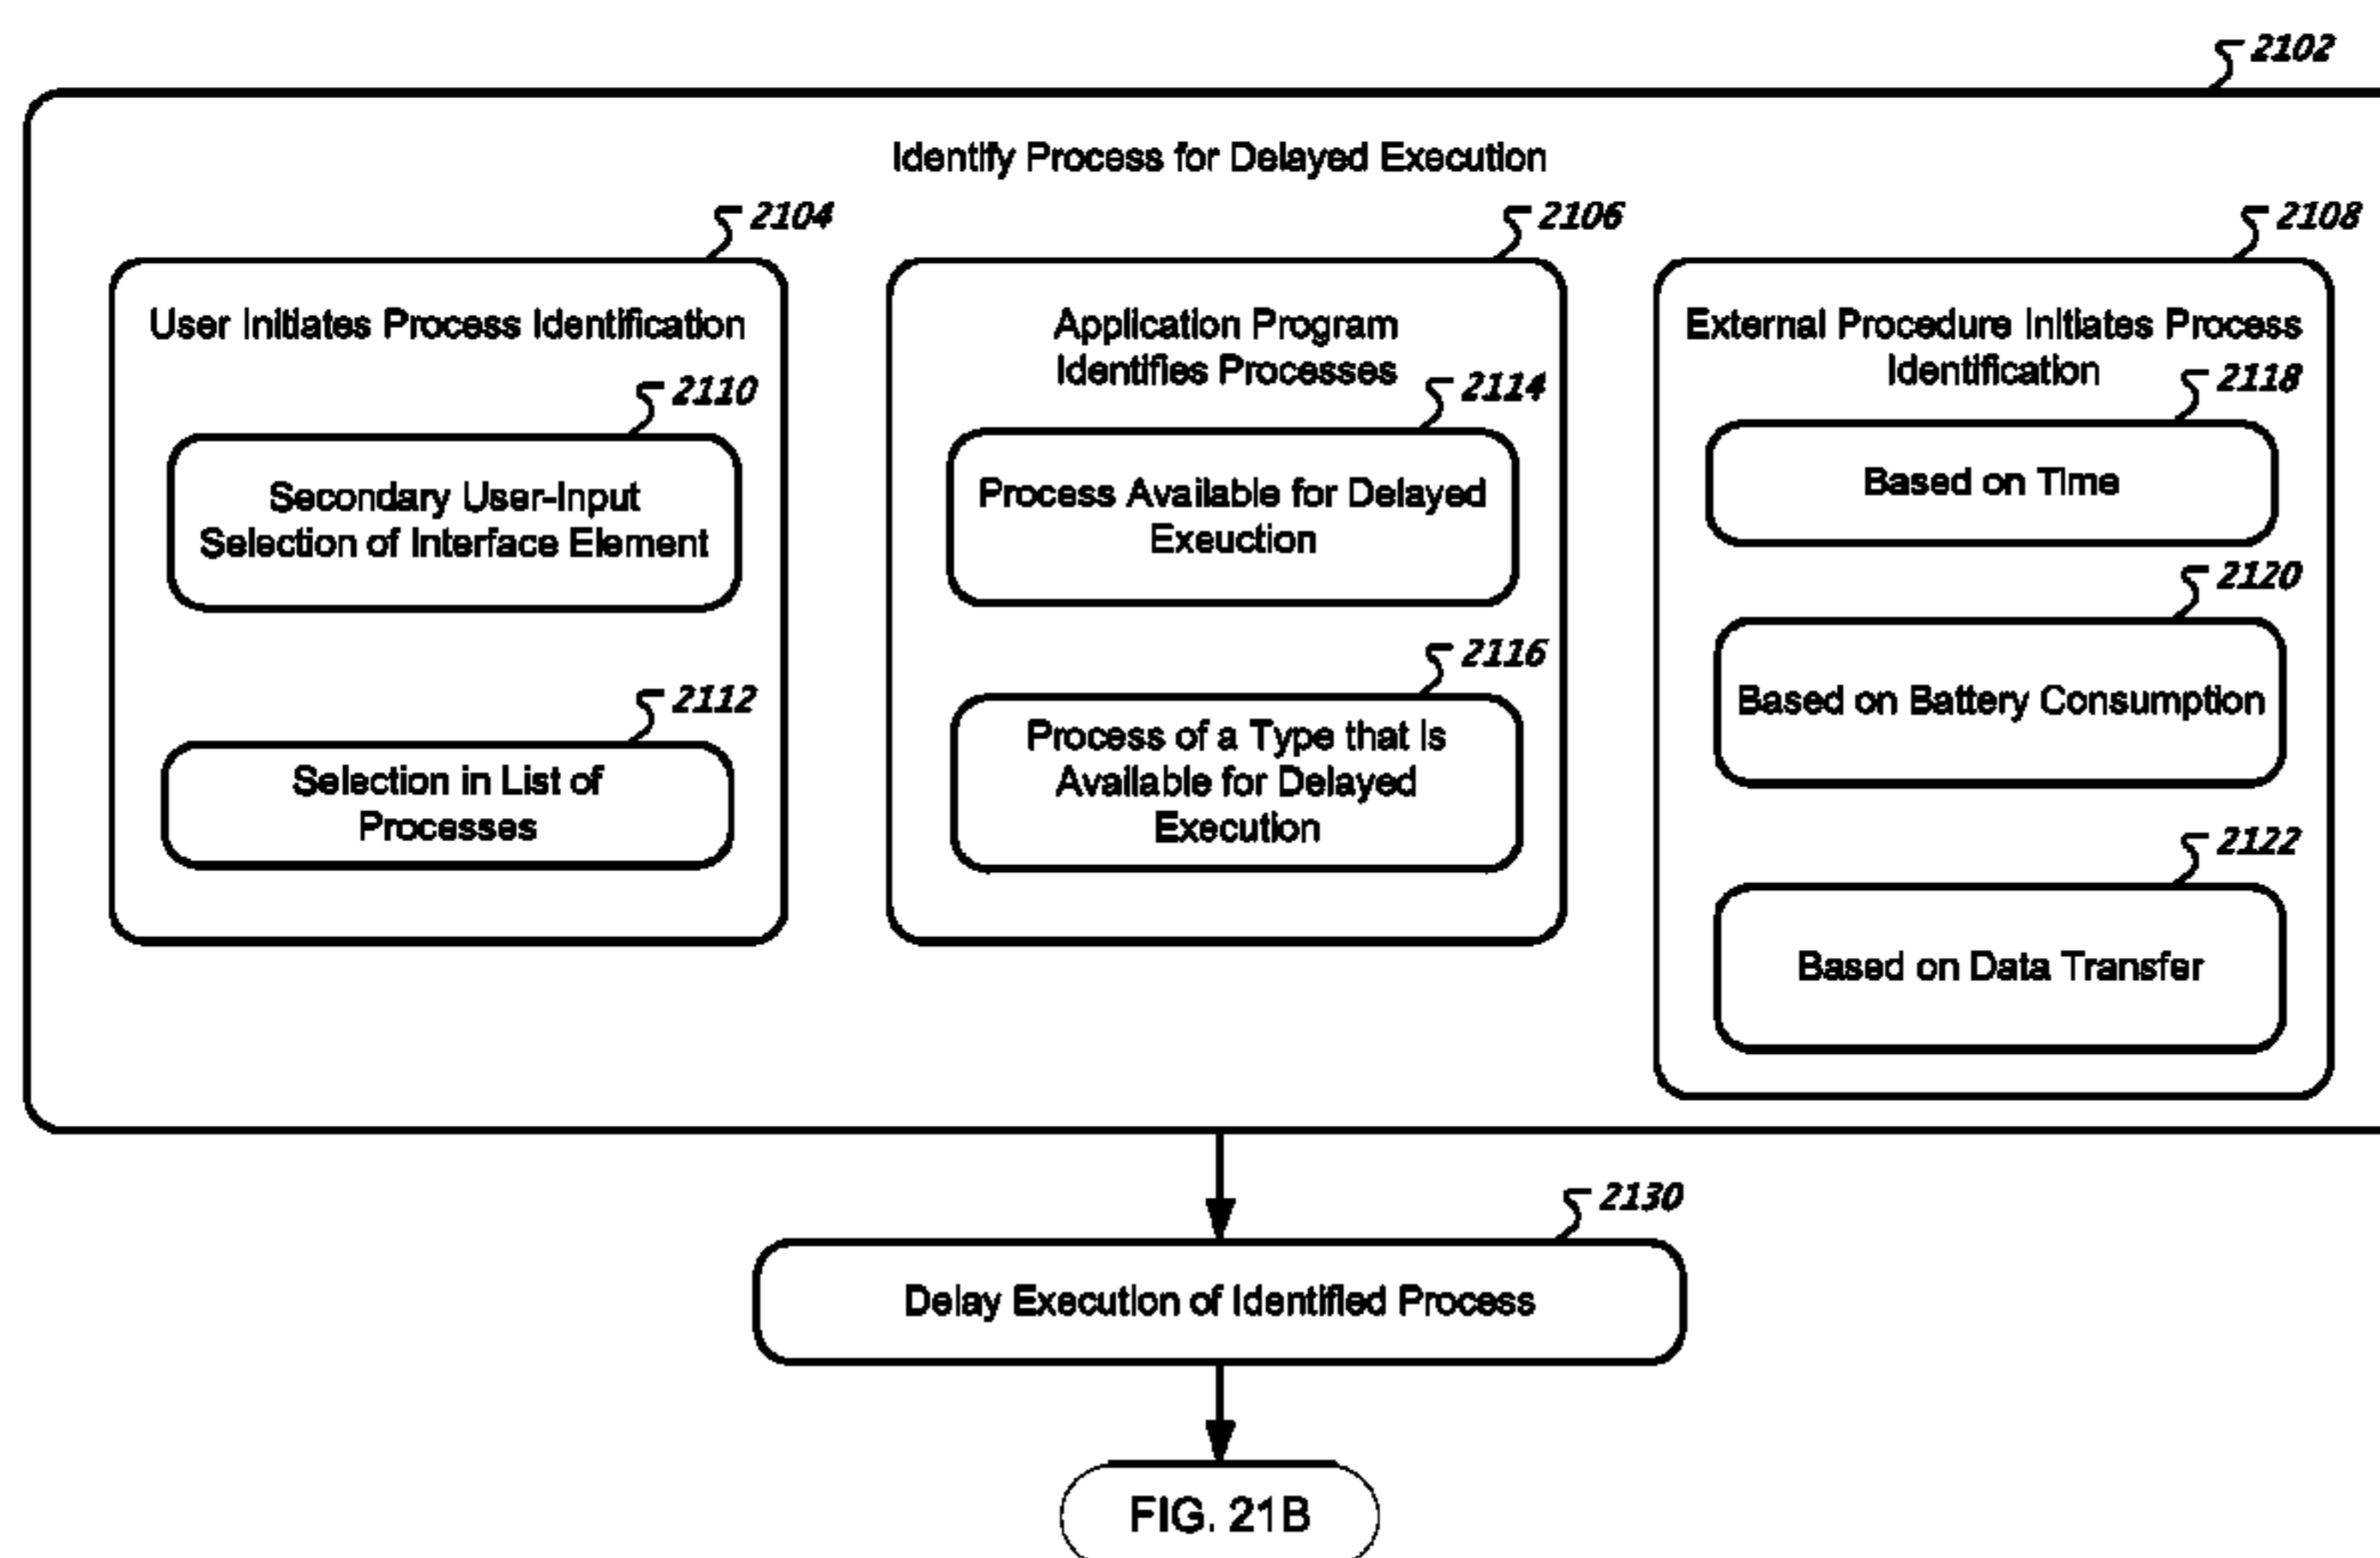 2102
Identify Process for Delayed Execution
2104
User Initiates Process Identification
2110
Secondary User-Input
Selection of Interface Element
2112
Selection in List of
Processes
2106
Application Program
Identifies Processes
2114
Process Available for Delayed
Exeuction
2116
Process of a Type that Is
Available for Delayed
Execution
2108
External Procedure Initiates Process
Identification
2118
Based on Time
2120
Based on Battery Consumption
2122
Based on Data Transfer
2130
Delay Execution of Identified Process
FIG. 21B